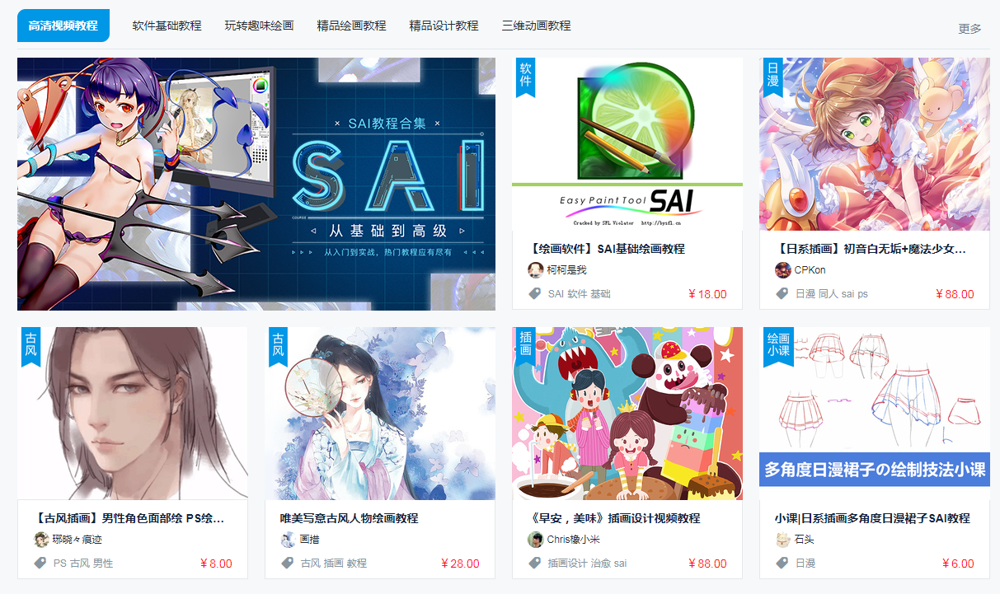 高清视频教程
软件基础教程
玩转趣味绘画
精品绘画教程
精品设计教程
三维动画教程
更多
× SAI教程合集 ×
SAI
COURSE
从基础到高级
从入门到实战，热门教程应有尽有
软件
Easy Paint Tool SAI
Cracked by SFL Violator http://bysfl.cn
【绘画软件】SAI基础绘画教程
柯柯是我
SAI 软件 基础
¥ 18.00
日漫
【日系插画】初音白无垢+魔法少女...
CPKon
日漫 同人 sai ps
¥ 88.00
古风
【古风插画】男性角色面部绘 PS绘...
琊晓々痕迹
PS 古风 男性
¥ 8.00
古风
唯美写意古风人物绘画教程
画措
古风 插画 教程
¥ 28.00
插画
《早安，美味》插画设计视频教程
Chris橡小米
插画设计 治愈 sai
¥ 88.00
绘画
小课
多角度日漫裙子の绘制技法小课
小课|日系插画多角度日漫裙子SAI教程
石头
日漫
¥ 6.00